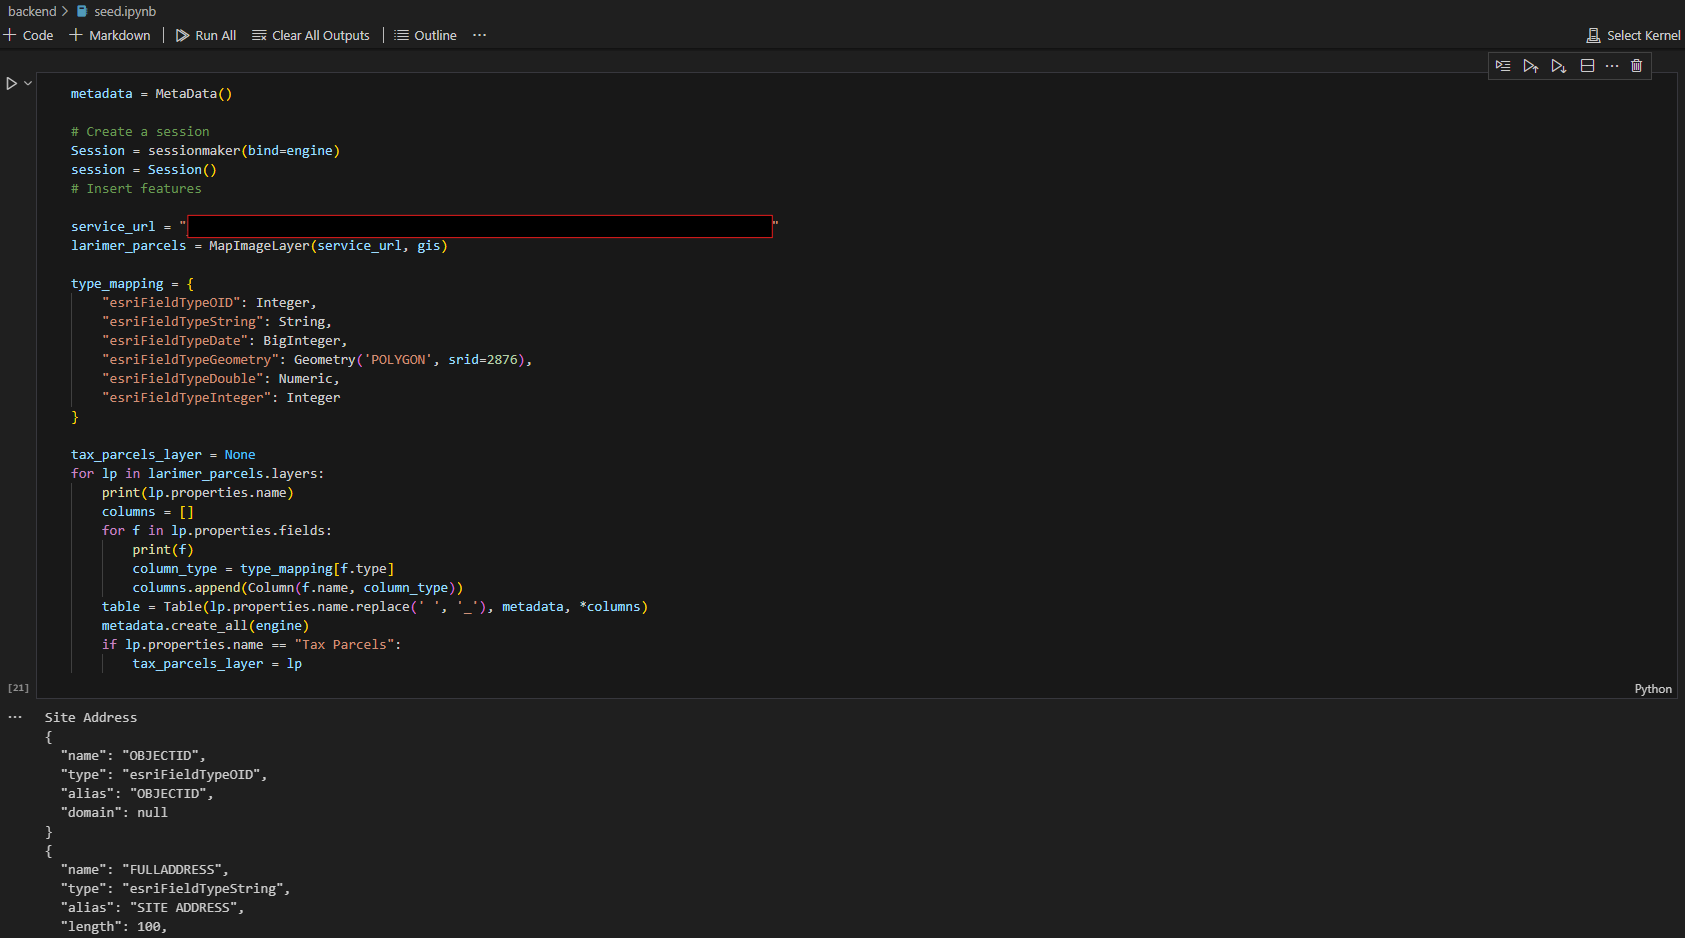 backend > seed.ipynb
+ Code + Markdown | Run All Clear All Outputs | Outline ... Select Kernel
metadata = MetaData()
# Create a session
Session = sessionmaker(bind=engine)
session = Session()
# Insert features
service_url = " "
larimer_parcels = MapImageLayer(service_url, gis)
type_mapping = {
    "esriFieldTypeOID": Integer,
    "esriFieldTypeString": String,
    "esriFieldTypeDate": BigInteger,
    "esriFieldTypeGeometry": Geometry('POLYGON', srid=2876),
    "esriFieldTypeDouble": Numeric,
    "esriFieldTypeInteger": Integer
}
tax_parcels_layer = None
for lp in larimer_parcels.layers:
    print(lp.properties.name)
    columns = []
    for f in lp.properties.fields:
        print(f)
        column_type = type_mapping[f.type]
        columns.append(Column(f.name, column_type))
    table = Table(lp.properties.name.replace(' ', '_'), metadata, *columns)
    metadata.create_all(engine)
    if lp.properties.name == "Tax Parcels":
        tax_parcels_layer = lp
[21] Python
... Site Address
{
  "name": "OBJECTID",
  "type": "esriFieldTypeOID",
  "alias": "OBJECTID",
  "domain": null
}
{
  "name": "FULLADDRESS",
  "type": "esriFieldTypeString",
  "alias": "SITE ADDRESS",
  "length": 100,